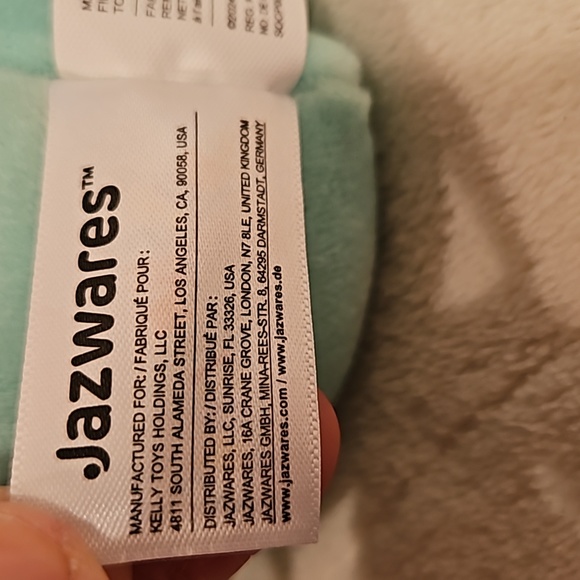 Jazwares™
MANUFACTURED FOR: / FABRIQUÉ POUR :
KELLY TOYS HOLDINGS, LLC
4811 SOUTH ALAMEDA STREET, LOS ANGELES, CA, 90058, USA
DISTRIBUTED BY: / DISTRIBUÉ PAR :
JAZWARES, LLC, SUNRISE, FL 33326, USA
JAZWARES, 16A CRANE GROVE, LONDON, N7 8LE, UNITED KINGDOM
JAZWARES GMBH, MINA-REES-STR. 8, 64295 DARMSTADT, GERMANY
www.jazwares.com / www.jazwares.de